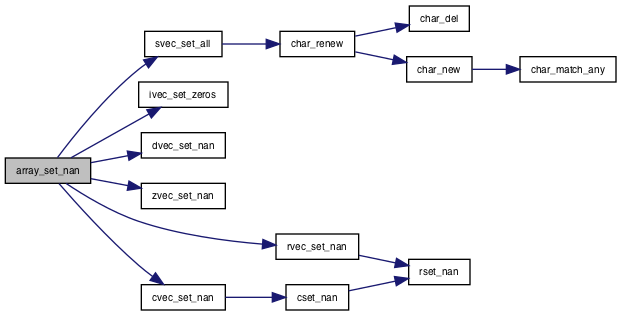 char_del
svec_set_all
char_renew
char_new
char_match_any
ivec_set_zeros
dvec_set_nan
array_set_nan
zvec_set_nan
rvec_set_nan
rset_nan
cvec_set_nan
cset_nan